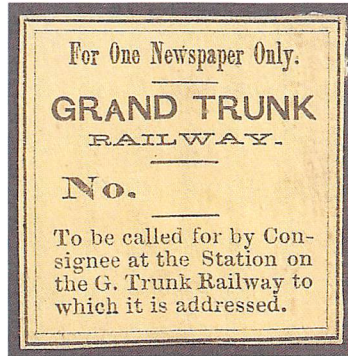 For One Newspaper Only.
GRAND TRUNK
RAILWAY.
No.
To be called for by Con-
signee at the Station on
the G. Trunk Railway to
which it is addressed.